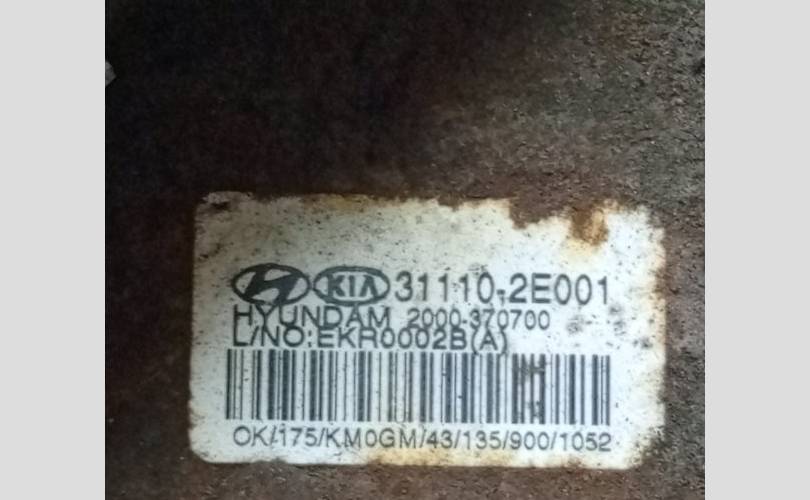 KIA 31110-2E001
HYUNDAM 2000-370700
L/NO:EKR0002B(A)
OK/175/KM0GM/43/135/900/1052